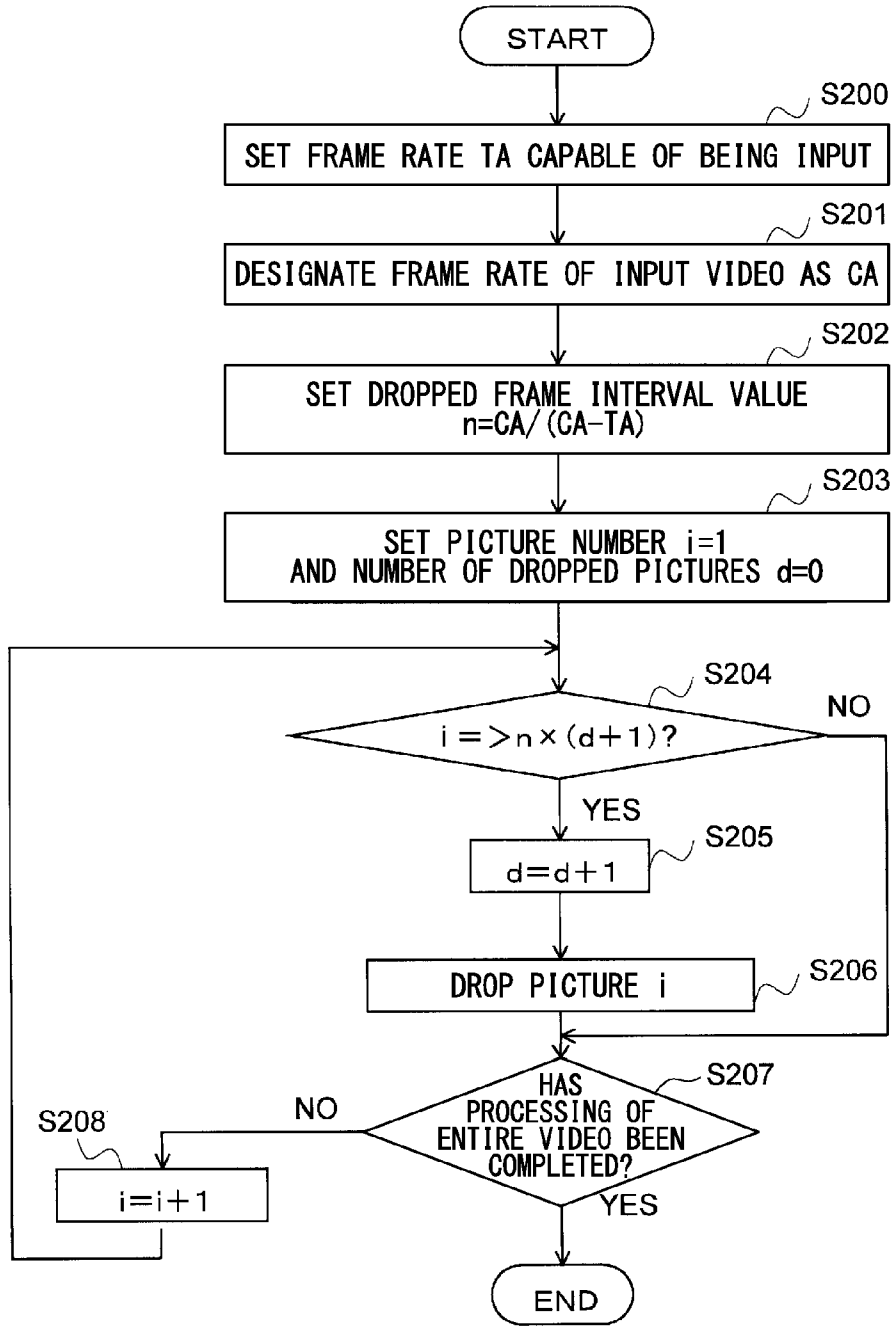 START
S200
SET FRAME RATE TA CAPABLE OF BEING INPUT
S201
DESIGNATE FRAME RATE OF INPUT VIDEO AS CA
S202
SET DROPPED FRAME INTERVAL VALUE
n=CA/(CA-TA)
S203
SET PICTURE NUMBER i=1
AND NUMBER OF DROPPED PICTURES d=0
S204
i=>n×(d+1)?
NO
YES
S205
d=d+1
S206
DROP PICTURE i
S207
HAS
PROCESSING OF
ENTIRE VIDEO BEEN
COMPLETED?
NO
S208
i=i+1
YES
END